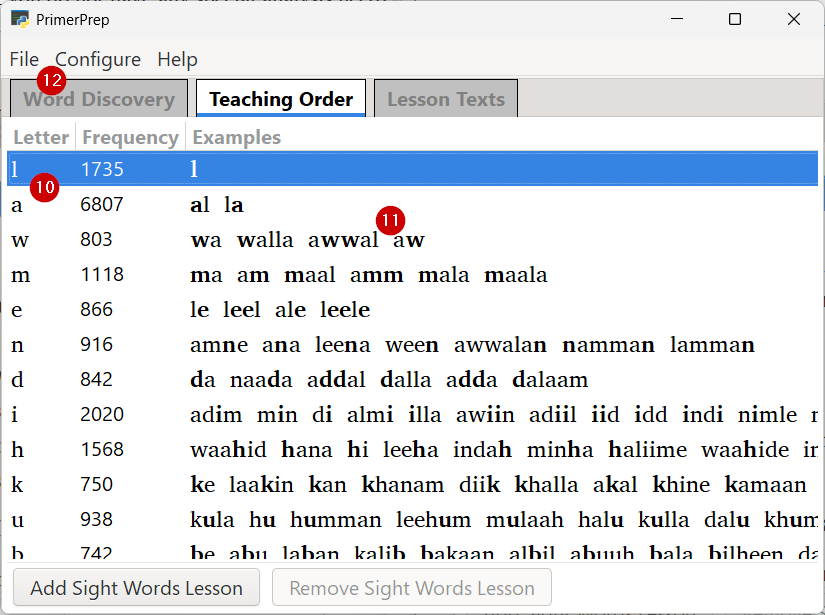 PrimerPrep
File Configure Help
12
Word Discovery Teaching Order Lesson Texts
Letter Frequency Examples
l 1735 l
10
a 6807 al la
11
w 803 wa walla awwal aw
m 1118 ma am maal amm mala maala
e 866 le leel ale leele
n 916 amne ana leena ween awwalan namman lamman
d 842 da naada addal dalla adda dalaam
i 2020 adim min di almi illa awiin adiil iid idd indi nimle
h 1568 waahid hana hi leeha indah minha haliime waahide
k 750 ke laakin kan khanam diik khalla akal khine kamaan
u 938 kula hu humman leehum mulaah halu kulla dalu
b 742 be abu laban kalib bakaan albil abuuh bala bilheen
Add Sight Words Lesson Remove Sight Words Lesson